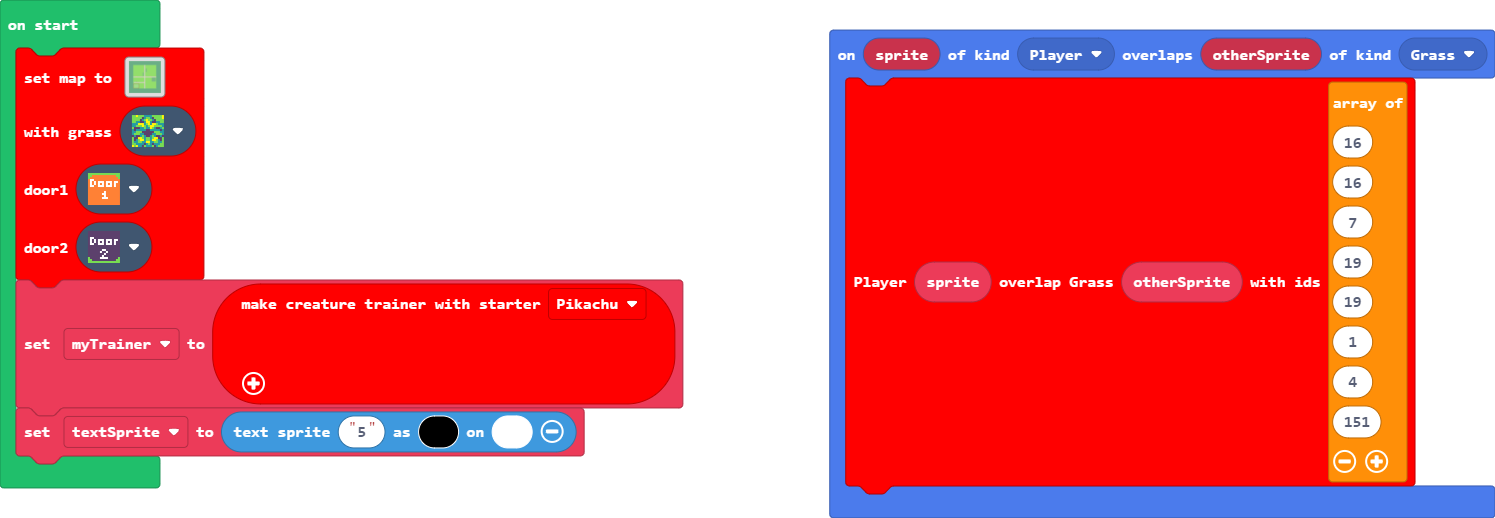 on start
set map to
with grass
door1 Door 1
door2 Door 2
make creature trainer with starter Pikachu
set myTrainer to
set textSprite to text sprite "5" as on
on sprite of kind Player overlaps otherSprite of kind Grass
array of
16
16
7
19
Player sprite overlap Grass otherSprite with ids
19
1
4
151